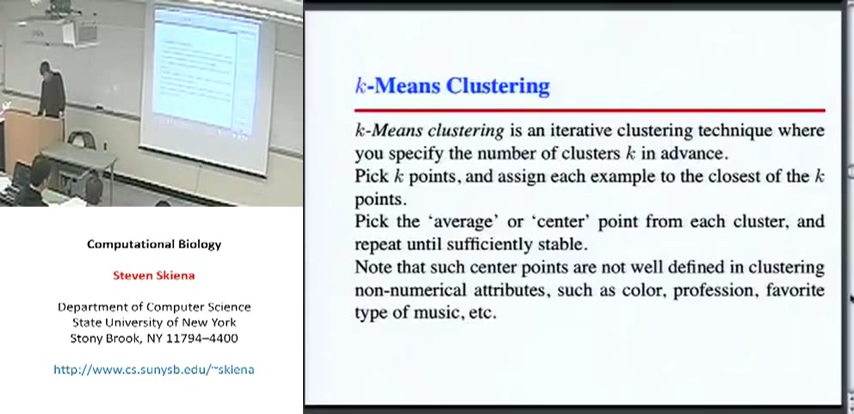 Computational Biology
Steven Skiena
Department of Computer Science
State University of New York
Stony Brook, NY 11794–4400
http://www.cs.sunysb.edu/~skiena
k-Means Clustering
k-Means clustering is an iterative clustering technique where
you specify the number of clusters k in advance.
Pick k points, and assign each example to the closest of the k
points.
Pick the ‘average’ or ‘center’ point from each cluster, and
repeat until sufficiently stable.
Note that such center points are not well defined in clustering
non-numerical attributes, such as color, profession, favorite
type of music, etc.